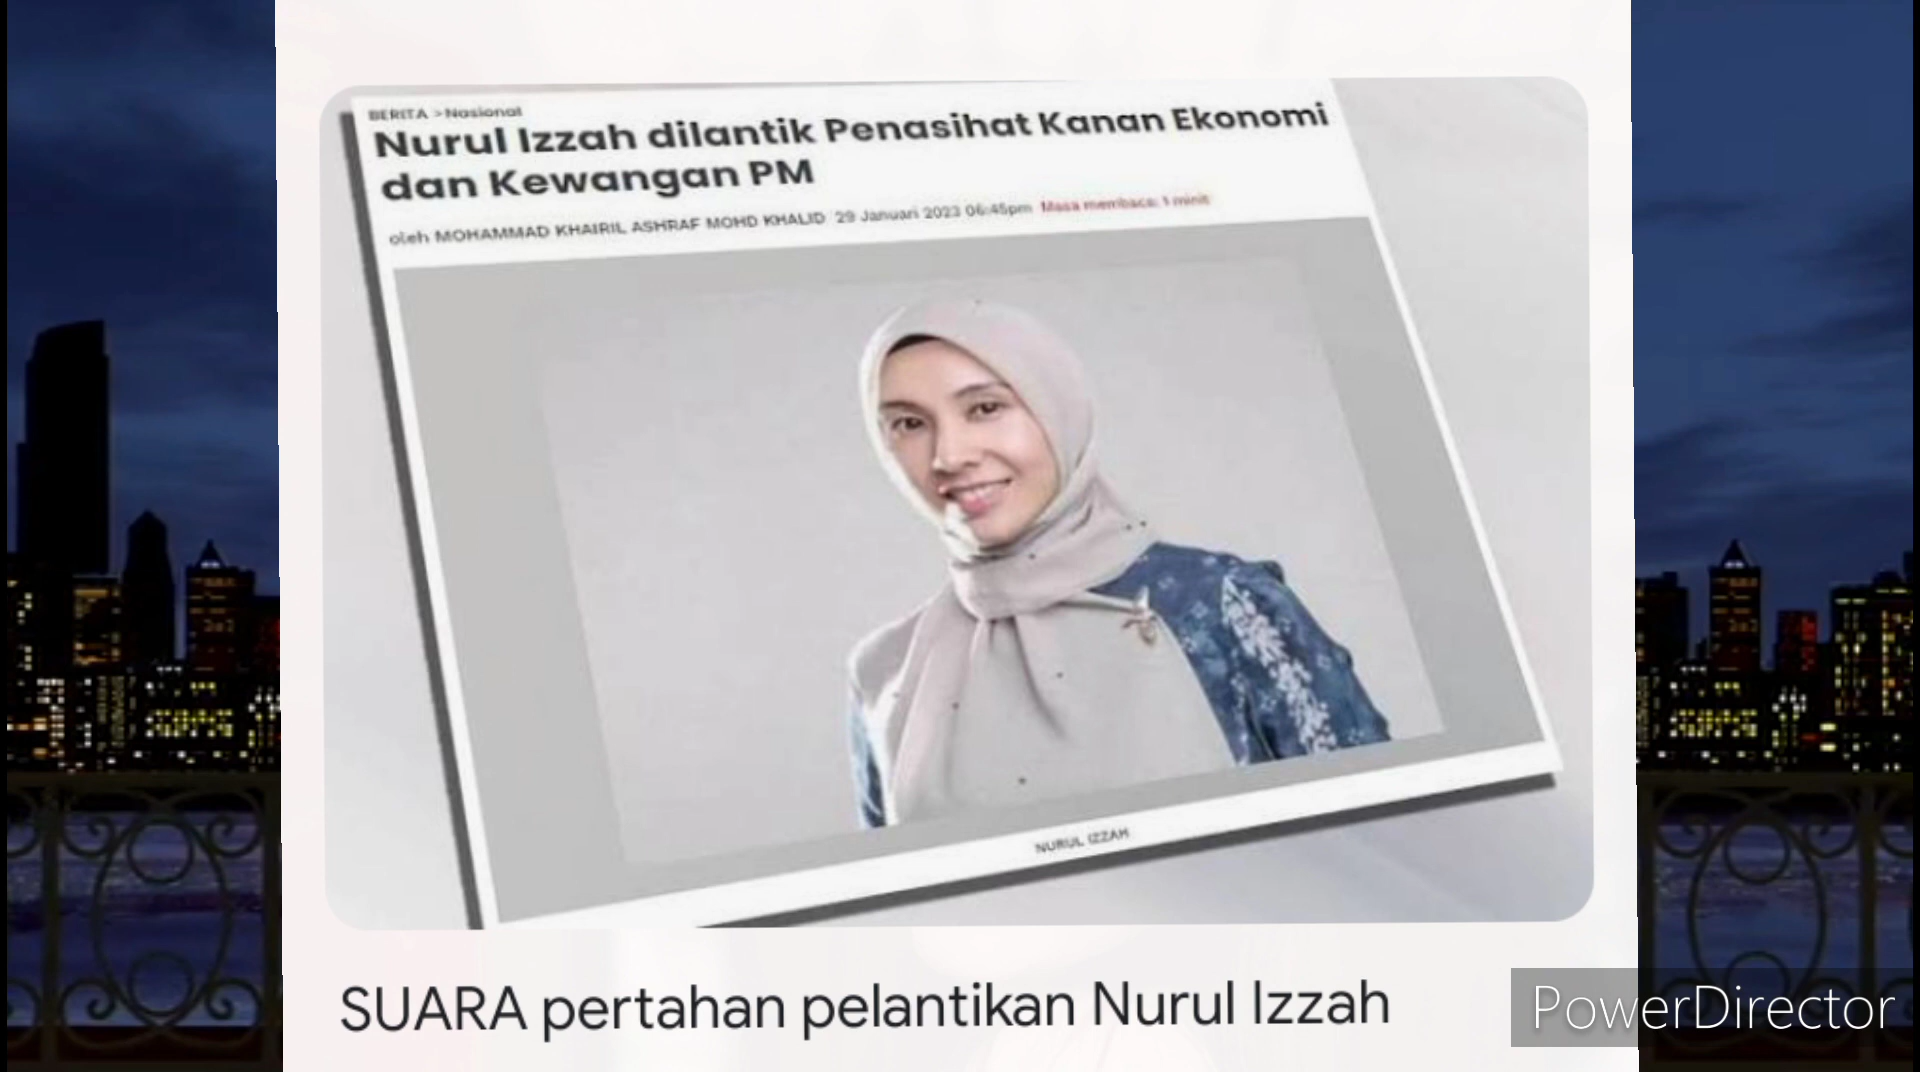 BERITA > Nasional
Nurul Izzah dilantik Penasihat Kanan Ekonomi
dan Kewangan PM
oleh MOHAMMAD KHAIRIL ASHRAF MOHD KHALID 29 Januari 2023 06:45pm Masa membaca: 1 minit
NURUL IZZAH
SUARA pertahan pelantikan Nurul Izzah
PowerDirector